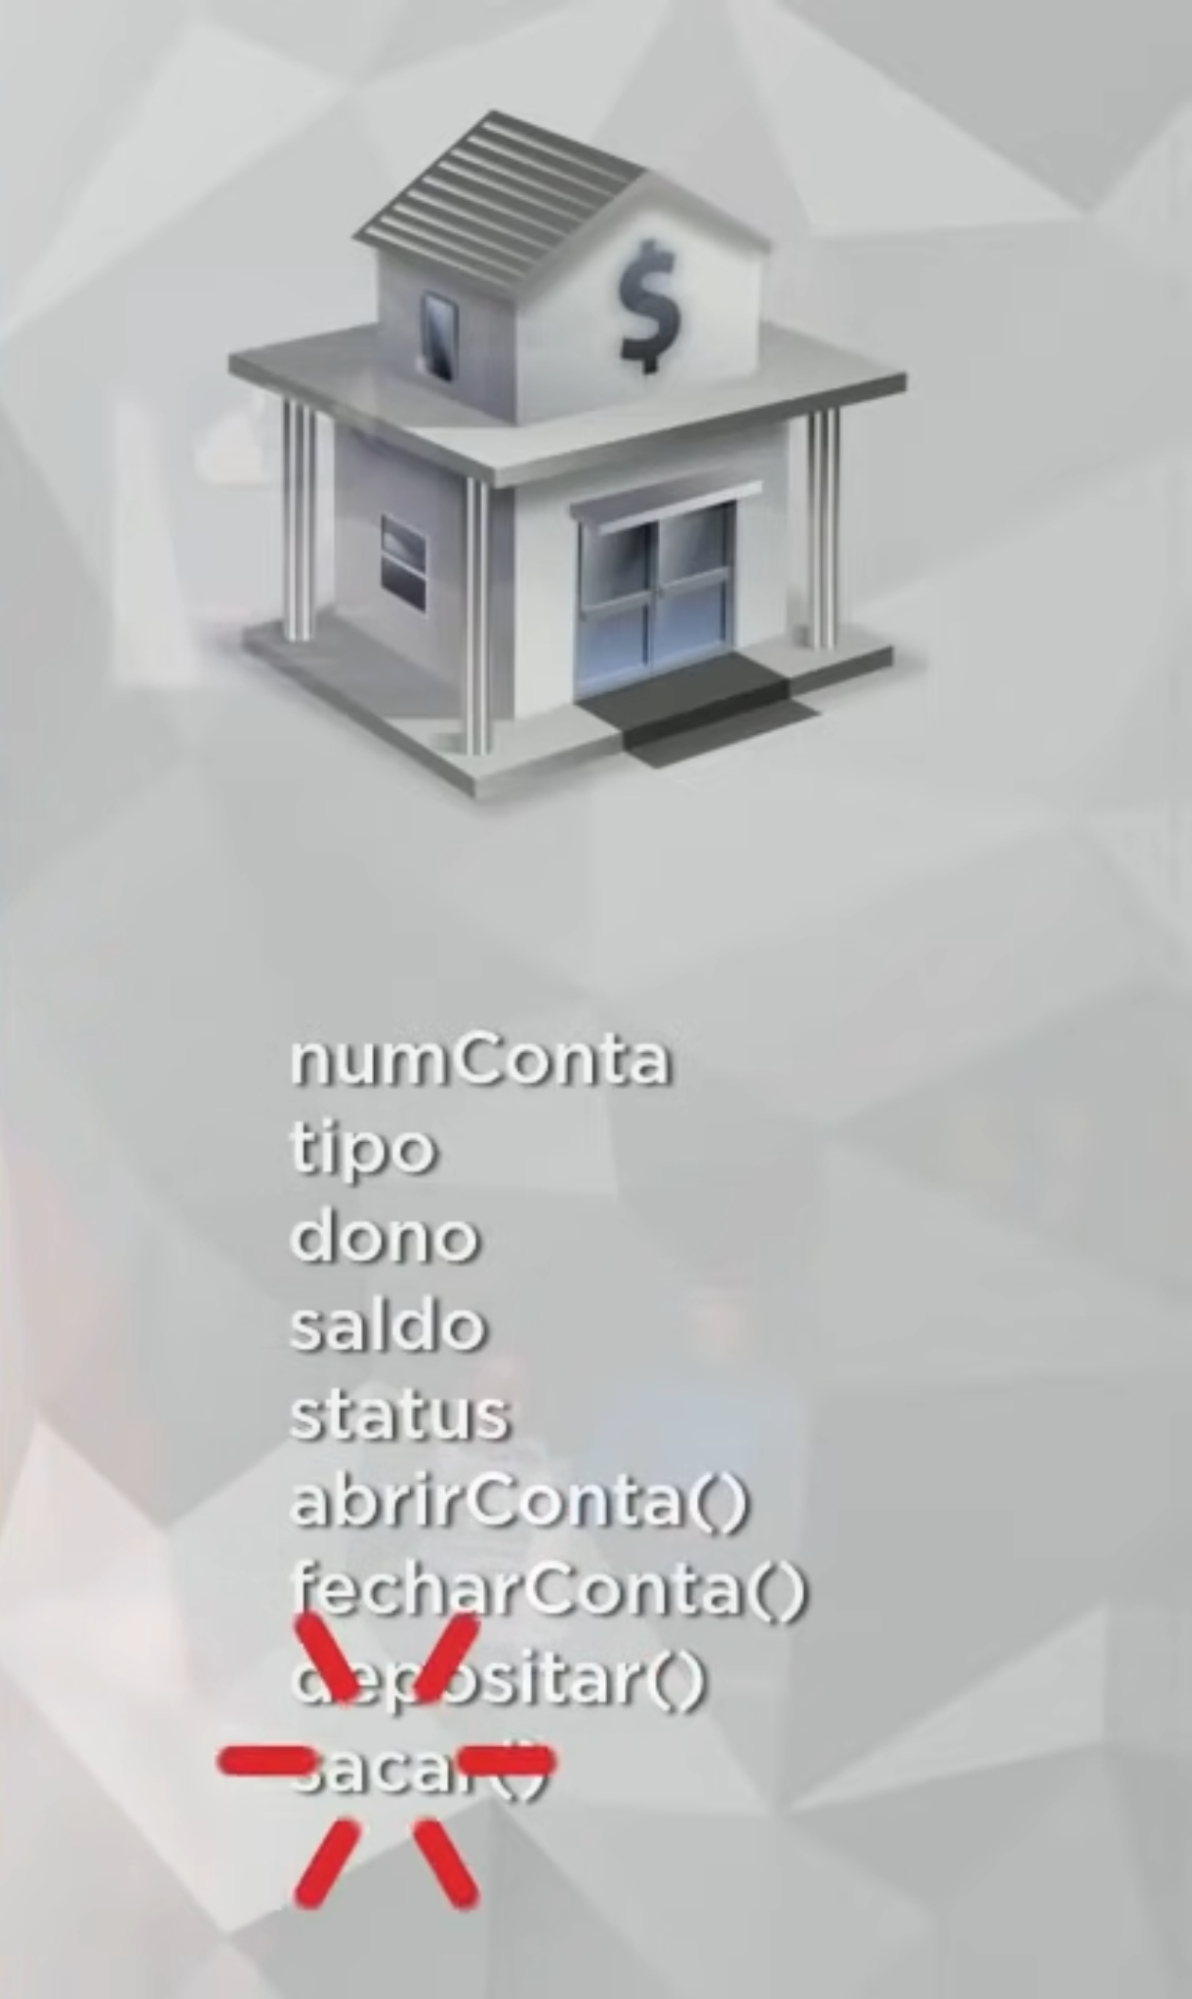 $
numConta
tipo
dono
saldo
status
abrirConta()
fecharConta()
depositar()
sacar()